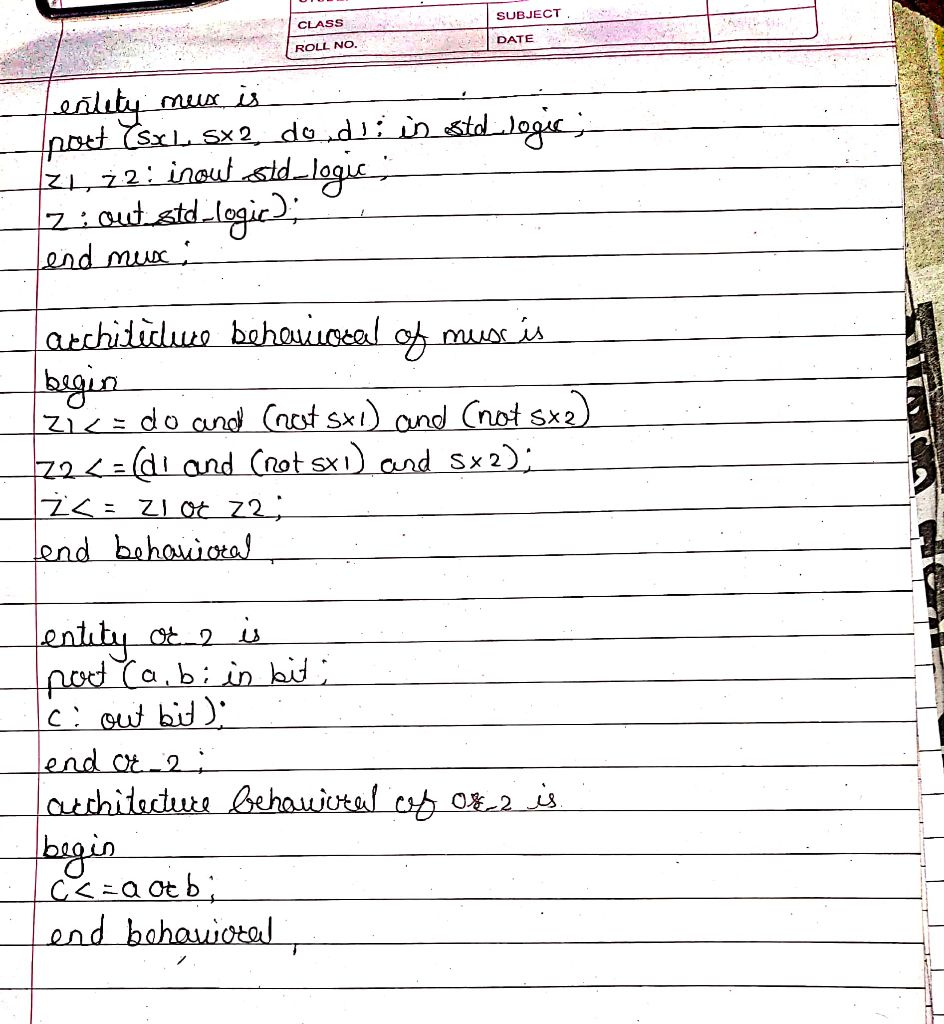 CLASS
SUBJECT
ROLL NO.
DATE
entity mux is
port (sx1, sx2, do, d1 : in std_logic ;
z1, z2 : inout std_logic ;
z : out std_logic);
end mux ;
architecture behavioral of mux is
begin
z1 <= do and (not sx1) and (not sx2)
z2 <= (d1 and (not sx1) and sx2);
z <= z1 or z2 ;
end behavioral
entity or_2 is
port (a, b : in bit ;
c : out bit );
end or_2 ;
architecture behavioral of or_2 is
begin
c <= a or b ;
end behavioral ,